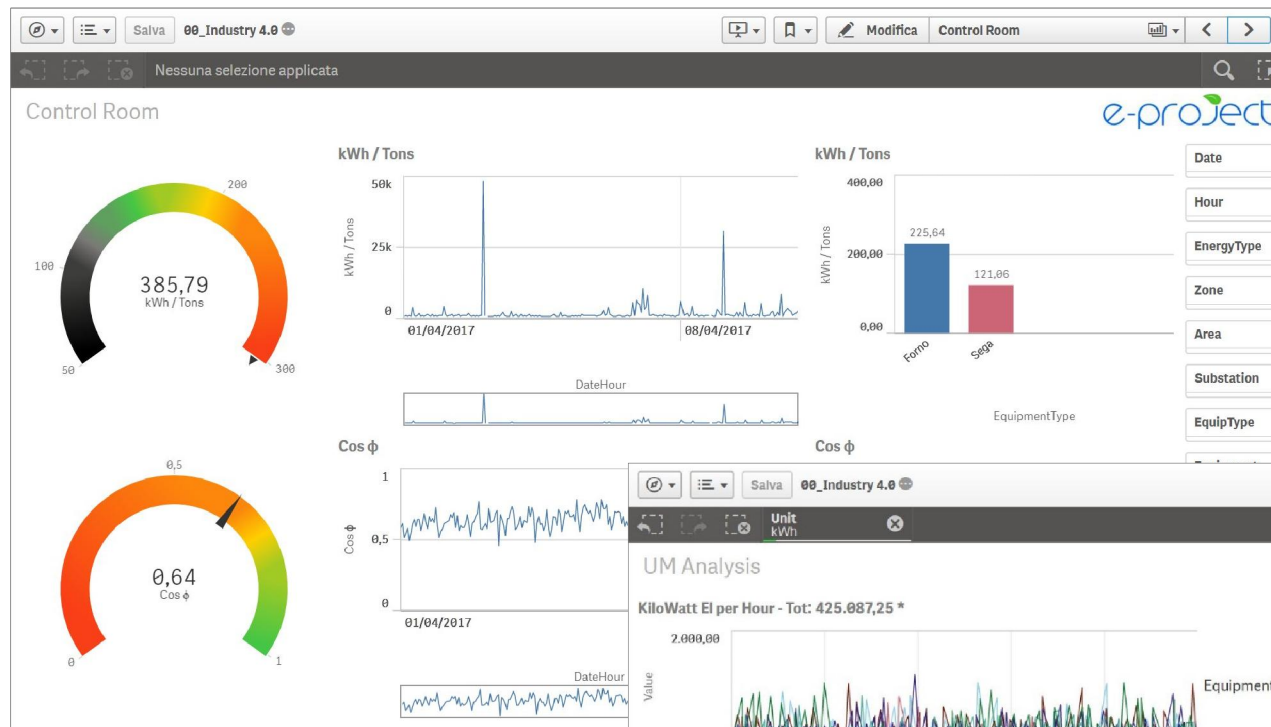 Salva
00_Industry 4.0
Modifica
Control Room
Nessuna selezione applicata
Control Room
e-project
200
100
385,79
kWh / Tons
50
300
kWh / Tons
50k
25k
0
kWh / Tons
01/04/2017
08/04/2017
DateHour
kWh / Tons
400,00
200,00
0,00
kWh / Tons
225,64
121,06
Forno
Sega
EquipmentType
Date
Hour
EnergyType
Zone
Area
Substation
EquipType
0,5
0,64
Cos ϕ
0
1
Cos ϕ
1
0,5
0
Cos ϕ
01/04/2017
DateHour
Cos ϕ
Salva
00_Industry 4.0
Unit
kWh
UM Analysis
KiloWatt El per Hour - Tot: 425.087,25 *
2.000,00
Value
Equipment